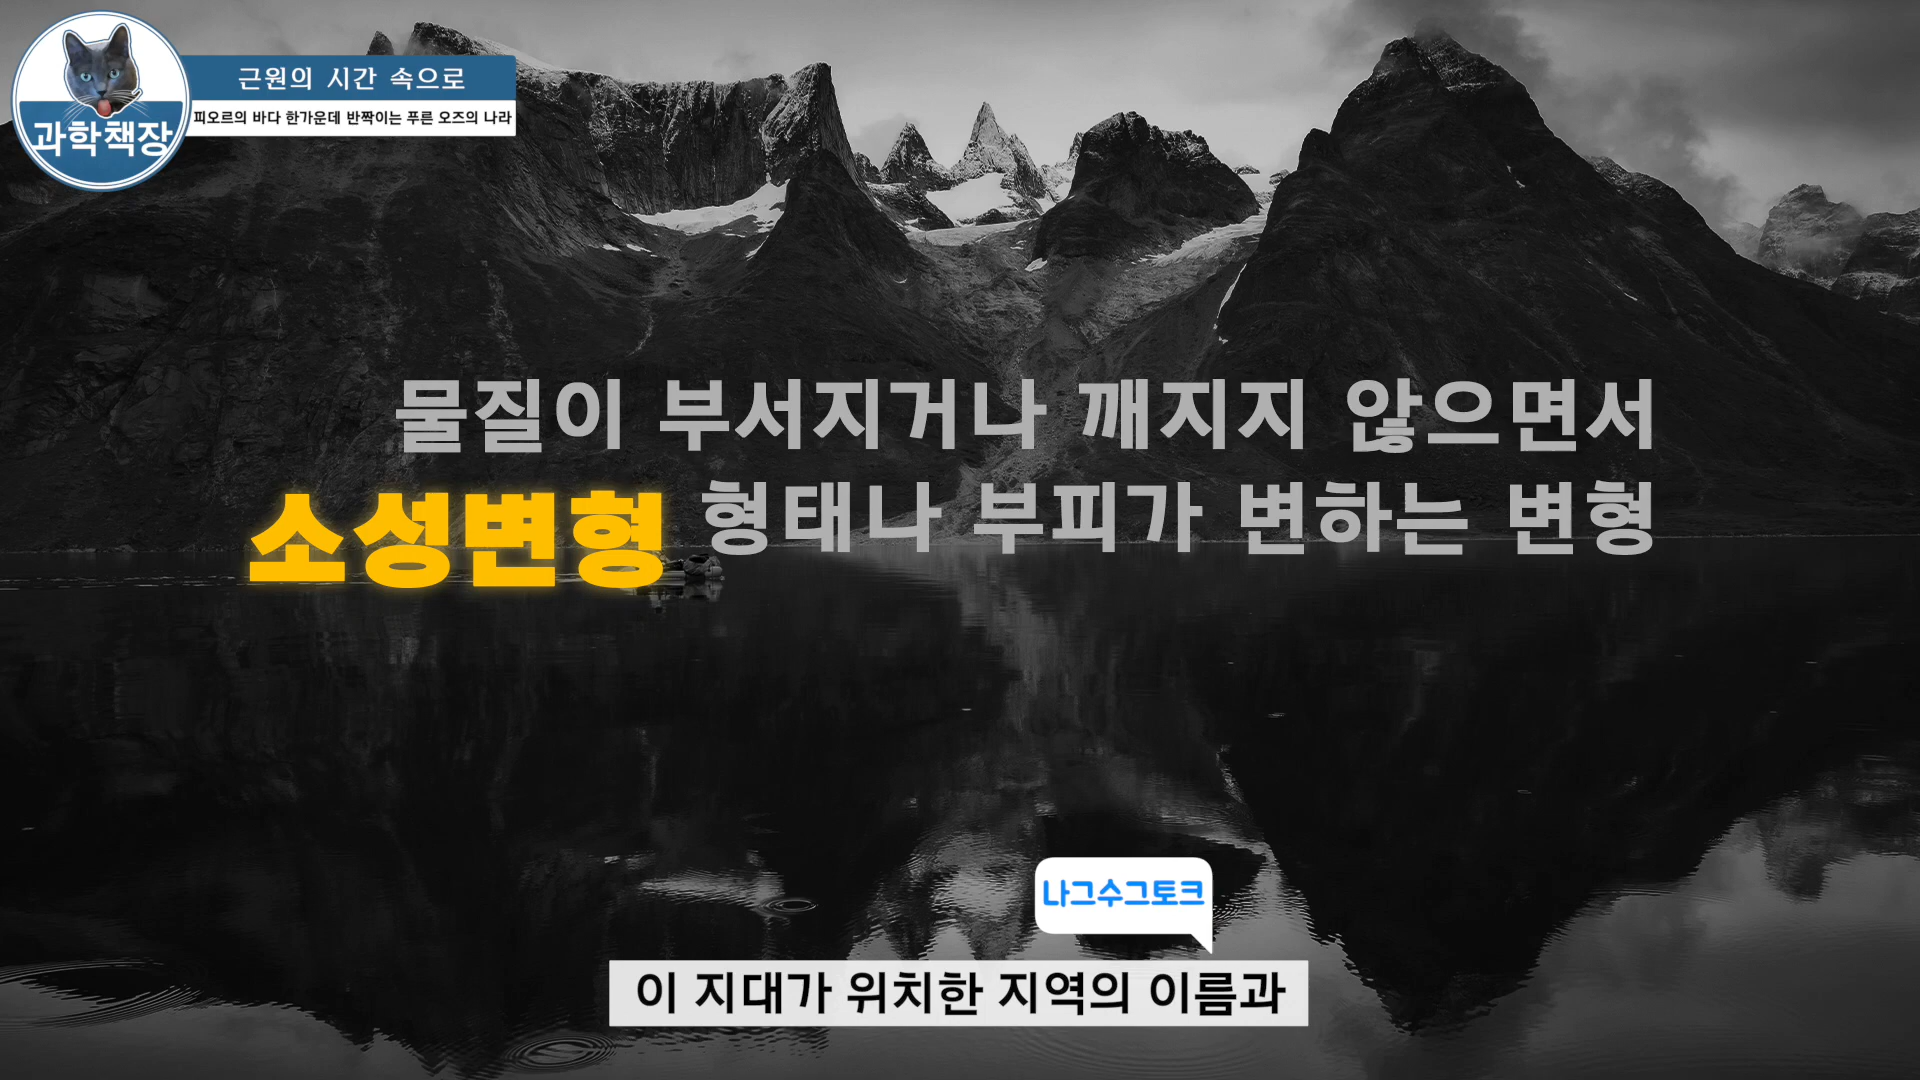 근원의 시간 속으로
피오르의 바다 한가운데 반짝이는 푸른 오즈의 나라
과학책장
물질이 부서지거나 깨지지 않으면서
소성변형 형태나 부피가 변하는 변형
나그수그토크
이 지대가 위치한 지역의 이름과